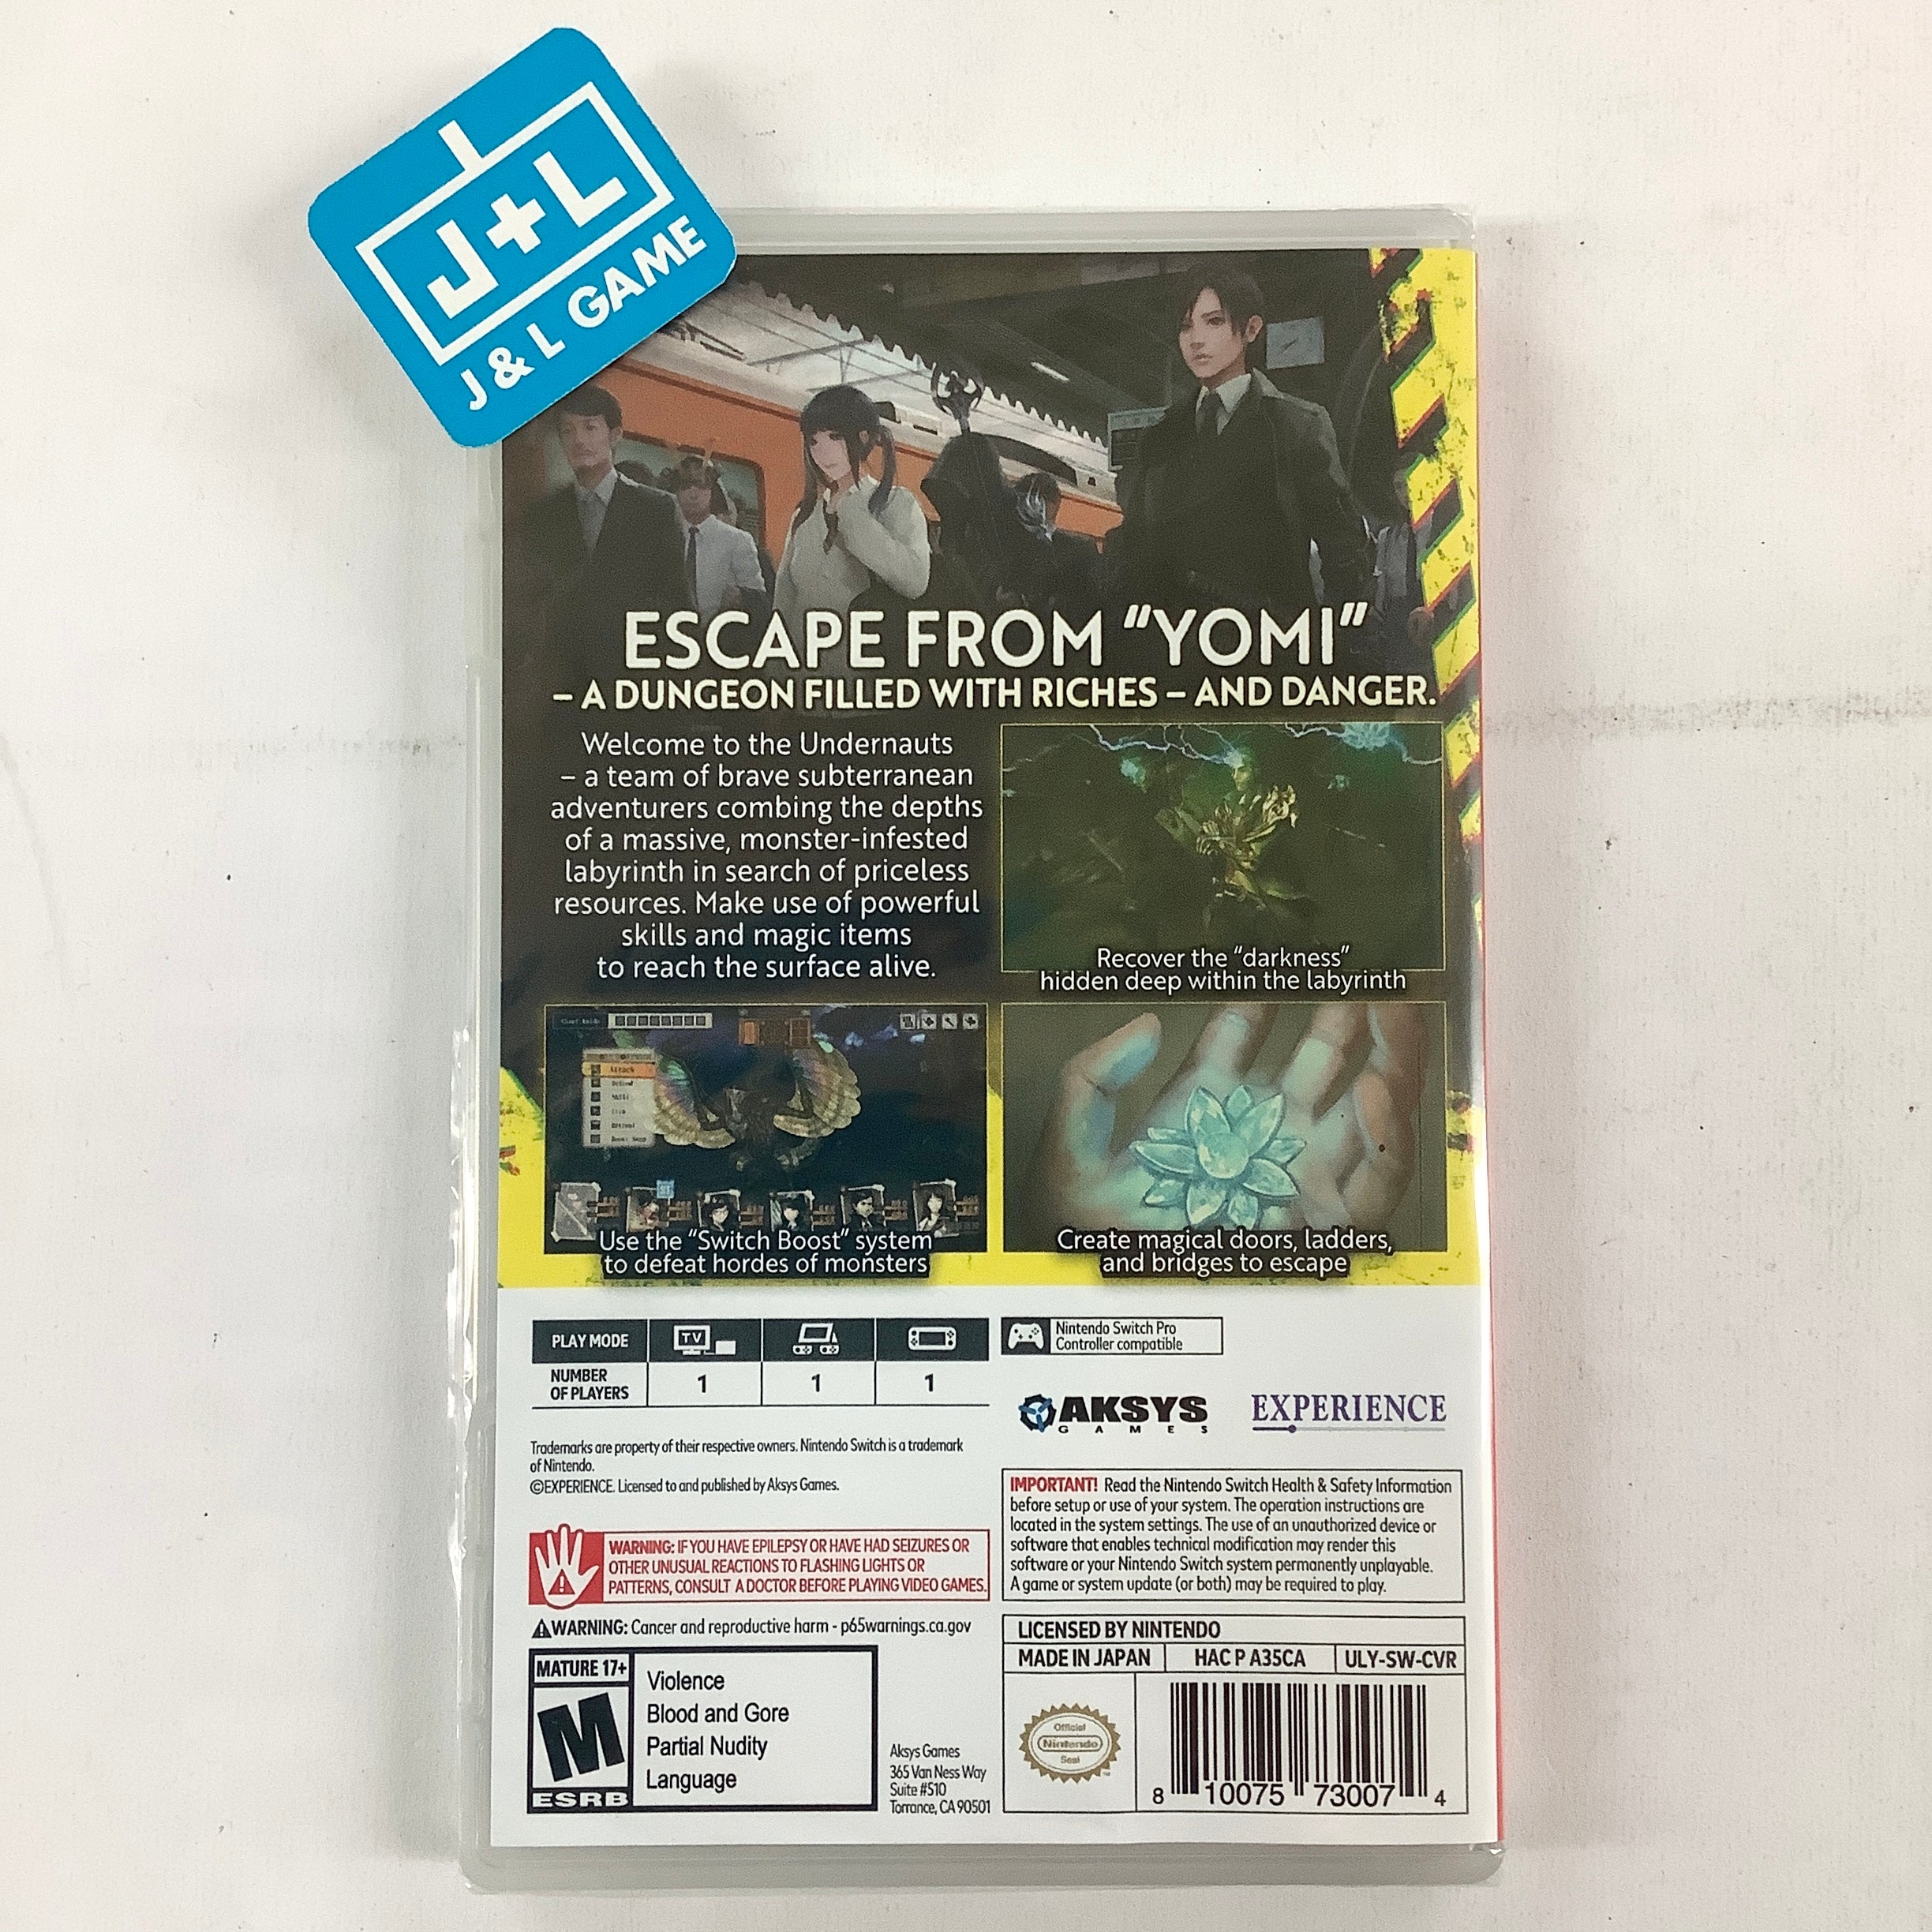 J+L
J & L GAME
ESCAPE FROM “YOMI”
– A DUNGEON FILLED WITH RICHES – AND DANGER.
Welcome to the Undernauts
– a team of brave subterranean
adventurers combing the depths
of a massive, monster-infested
labyrinth in search of priceless
resources. Make use of powerful
skills and magic items
to reach the surface alive.
Recover the “darkness”
hidden deep within the labyrinth
Attack
Use the “Switch Boost” system
to defeat hordes of monsters
Create magical doors, ladders,
and bridges to escape
PLAY MODE
TV
NUMBER
OF PLAYERS
1
1
1
Nintendo Switch Pro
Controller compatible
AKSYS
GAMES
EXPERIENCE
Trademarks are property of their respective owners. Nintendo Switch is a trademark
of Nintendo.
©EXPERIENCE. Licensed to and published by Aksys Games.
WARNING: IF YOU HAVE EPILEPSY OR HAVE HAD SEIZURES OR
OTHER UNUSUAL REACTIONS TO FLASHING LIGHTS OR
PATTERNS, CONSULT A DOCTOR BEFORE PLAYING VIDEO GAMES.
WARNING: Cancer and reproductive harm - p65warnings.ca.gov
IMPORTANT! Read the Nintendo Switch Health & Safety Information
before setup or use of your system. The operation instructions are
located in the system settings. The use of an unauthorized device or
software that enables technical modification may render this
software or your Nintendo Switch system permanently unplayable.
A game or system update (or both) may be required to play.
MATURE 17+
M
ESRB
Violence
Blood and Gore
Partial Nudity
Language
Aksys Games
365 Van Ness Way
Suite #510
Torrance, CA 90501
LICENSED BY NINTENDO
MADE IN JAPAN
HAC P A35CA
ULY-SW-CVR
Official
Nintendo
Seal
8 10075 73007 4